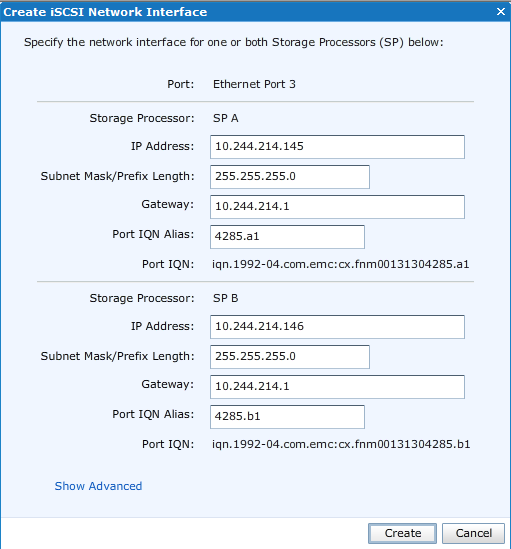 Create iSCSI Network Interface
Specify the network interface for one or both Storage Processors (SP) below:
Port: Ethernet Port 3
Storage Processor: SP A
IP Address: 10.244.214.145
Subnet Mask/Prefix Length: 255.255.255.0
Gateway: 10.244.214.1
Port IQN Alias: 4285.a1
Port IQN: iqn.1992-04.com.emc:cx.fnm00131304285.a1
Storage Processor: SP B
IP Address: 10.244.214.146
Subnet Mask/Prefix Length: 255.255.255.0
Gateway: 10.244.214.1
Port IQN Alias: 4285.b1
Port IQN: iqn.1992-04.com.emc:cx.fnm00131304285.b1
Show Advanced
Create Cancel